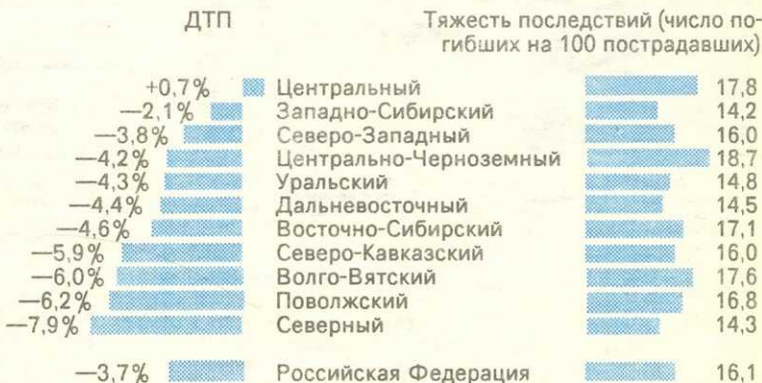 ДТП Тяжесть последствий (число по-
гибших на 100 пострадавших)
+0,7% Центральный 17,8
—2,1% Западно-Сибирский 14,2
—3,8% Северо-Западный 16,0
—4,2% Центрально-Черноземный 18,7
—4,3% Уральский 14,8
—4,4% Дальневосточный 14,5
—4,6% Восточно-Сибирский 17,1
—5,9% Северо-Кавказский 16,0
—6,0% Волго-Вятский 17,6
—6,2% Поволжский 16,8
—7,9% Северный 14,3
—3,7% Российская Федерация 16,1